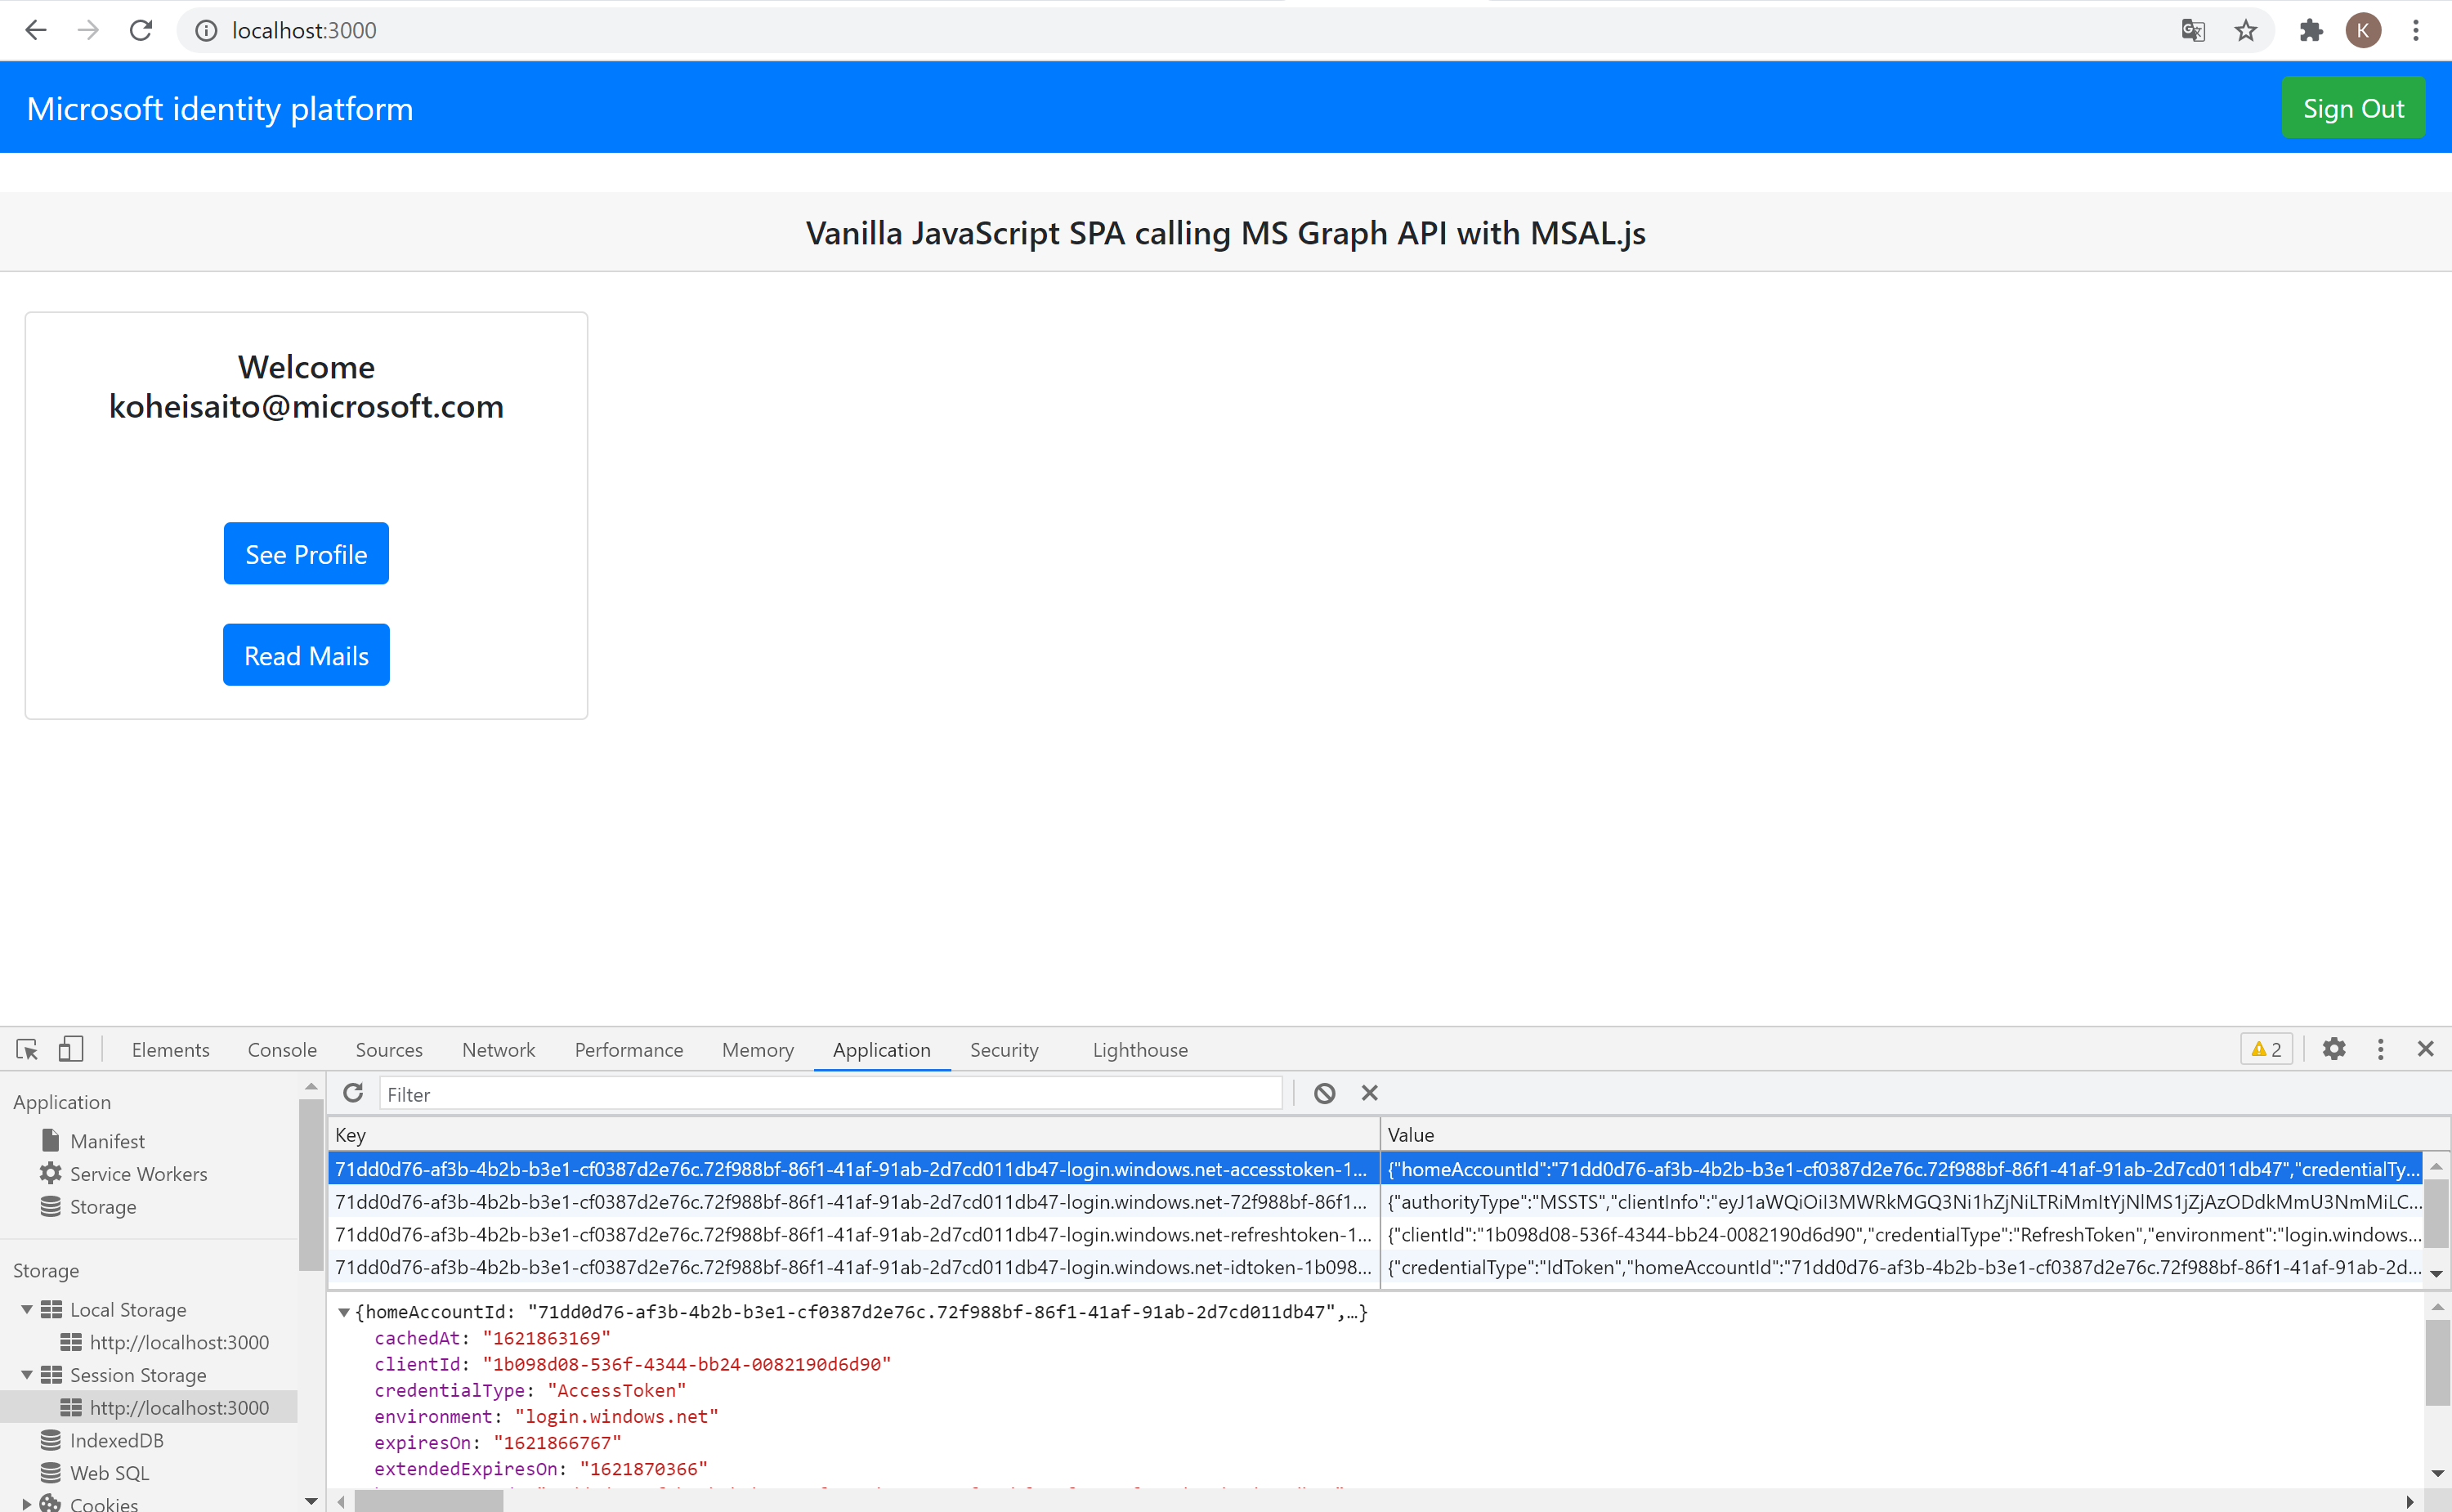 localhost:3000
K
Microsoft identity platform
Sign Out
Vanilla JavaScript SPA calling MS Graph API with MSAL.js
Welcome
koheisaito@microsoft.com
See Profile
Read Mails
Elements Console Sources Network Performance Memory Application Security Lighthouse 2
Filter
Application
Manifest
Service Workers
Storage
Storage
Local Storage
http://localhost:3000
Session Storage
http://localhost:3000
IndexedDB
Web SQL
Cookies
Key Value
71dd0d76-af3b-4b2b-b3e1-cf0387d2e76c.72f988bf-86f1-41af-91ab-2d7cd011db47-login.windows.net-accesstoken-1... {"homeAccountId":"71dd0d76-af3b-4b2b-b3e1-cf0387d2e76c.72f988bf-86f1-41af-91ab-2d7cd011db47","credentialTy...
71dd0d76-af3b-4b2b-b3e1-cf0387d2e76c.72f988bf-86f1-41af-91ab-2d7cd011db47-login.windows.net-72f988bf-86f1... {"authorityType":"MSSTS","clientInfo":"eyJ1aWQiOiI3MWRkMGQ3Ni1hZjNiLTRiMmItYjNlMS1jZjAzODdkMmU3NmMiLC...
71dd0d76-af3b-4b2b-b3e1-cf0387d2e76c.72f988bf-86f1-41af-91ab-2d7cd011db47-login.windows.net-refreshtoken-1... {"clientId":"1b098d08-536f-4344-bb24-0082190d6d90","credentialType":"RefreshToken","environment":"login.windows...
71dd0d76-af3b-4b2b-b3e1-cf0387d2e76c.72f988bf-86f1-41af-91ab-2d7cd011db47-login.windows.net-idtoken-1b098... {"credentialType":"IdToken","homeAccountId":"71dd0d76-af3b-4b2b-b3e1-cf0387d2e76c.72f988bf-86f1-41af-91ab-2d...
{homeAccountId: "71dd0d76-af3b-4b2b-b3e1-cf0387d2e76c.72f988bf-86f1-41af-91ab-2d7cd011db47",…}
cachedAt: "1621863169"
clientId: "1b098d08-536f-4344-bb24-0082190d6d90"
credentialType: "AccessToken"
environment: "login.windows.net"
expiresOn: "1621866767"
extendedExpiresOn: "1621870366"